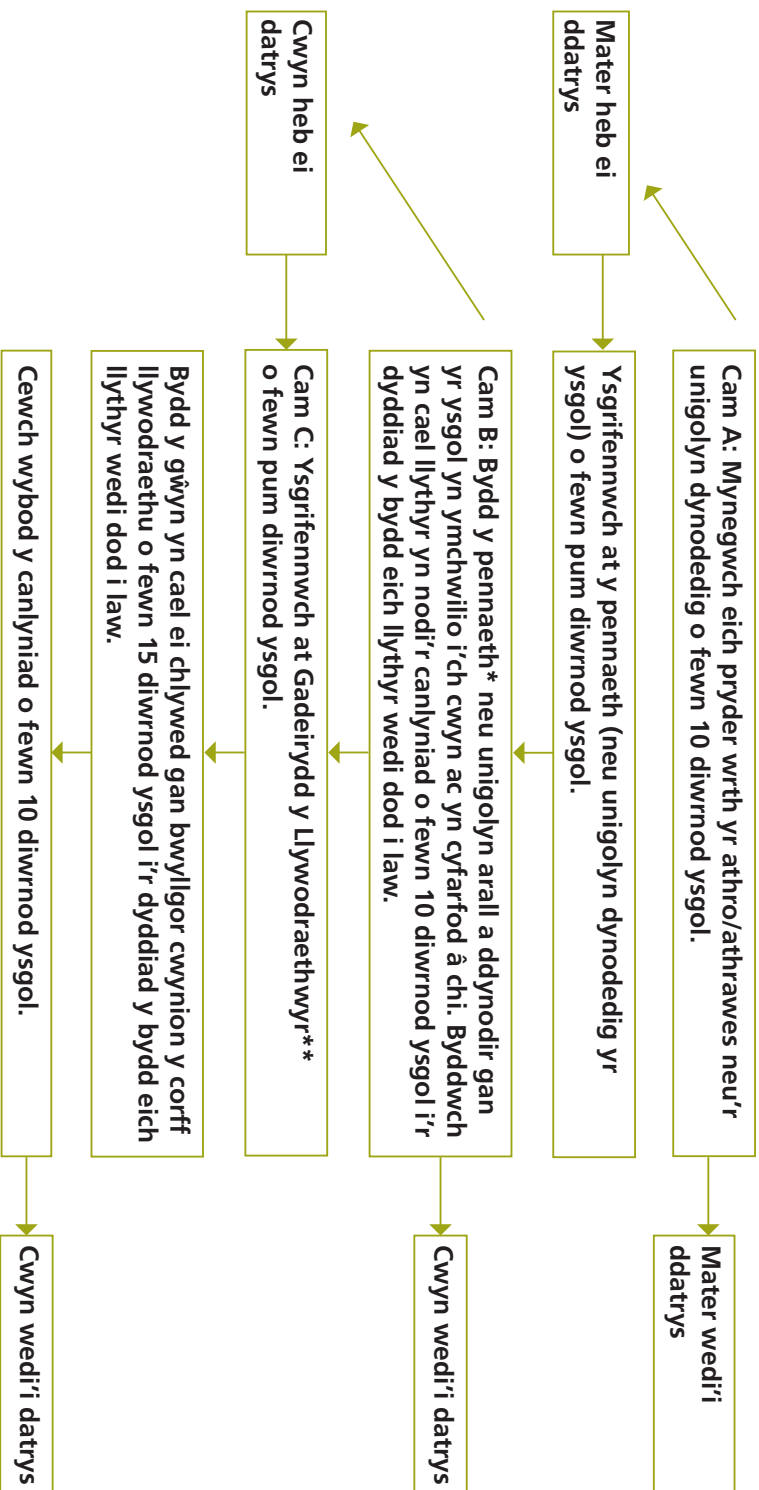 Cam A: Mynegwch eich pryder wrth yr athro/athrawes neu'r
unigolyn dynodedig o fewn 10 diwrnod ysgol.
Mater wedi'i
ddatrys
Mater heb ei
ddatrys
Ysgrifennwch at y pennaeth (neu unigolyn dynodedig yr
ysgol) o fewn pum diwrnod ysgol.
Cam B: Bydd y pennaeth* neu unigolyn arall a ddynodir gan
yr ysgol yn ymchwilio i'ch cwyn ac yn cyfarfod â chi. Byddwch
yn cael llythyr yn nodi'r canlyniad o fewn 10 diwrnod ysgol i'r
dyddiad y bydd eich llythyr wedi dod i law.
Cwyn wedi'i datrys
Cwyn heb ei
datrys
Cam C: Ysgrifennwch at Gadeirydd y Llywodraethwyr**
o fewn pum diwrnod ysgol.
Bydd y gŵyn yn cael ei chlywed gan bwyllgor cwynion y corff
llywodraethu o fewn 15 diwrnod ysgol i'r dyddiad y bydd eich
llythyr wedi dod i law.
Cewch wybod y canlyniad o fewn 10 diwrnod ysgol.
Cwyn wedi'i datrys